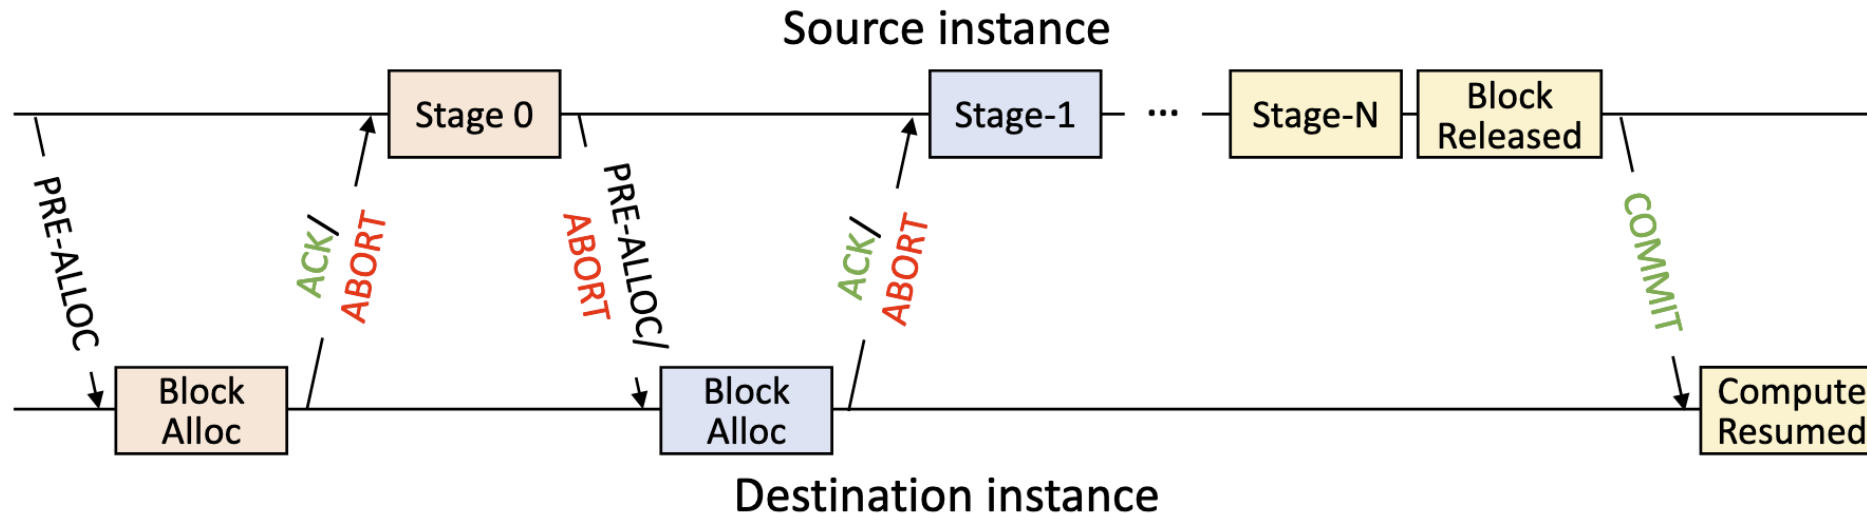 Source instance
Stage 0
Stage-1
...
Stage-N
Block
Released
PRE-ALLOC
ACK/
ABORT
PRE-ALLOC/
ABORT
ACK/
ABORT
COMMIT
Block
Alloc
Block
Alloc
Compute
Resumed
Destination instance